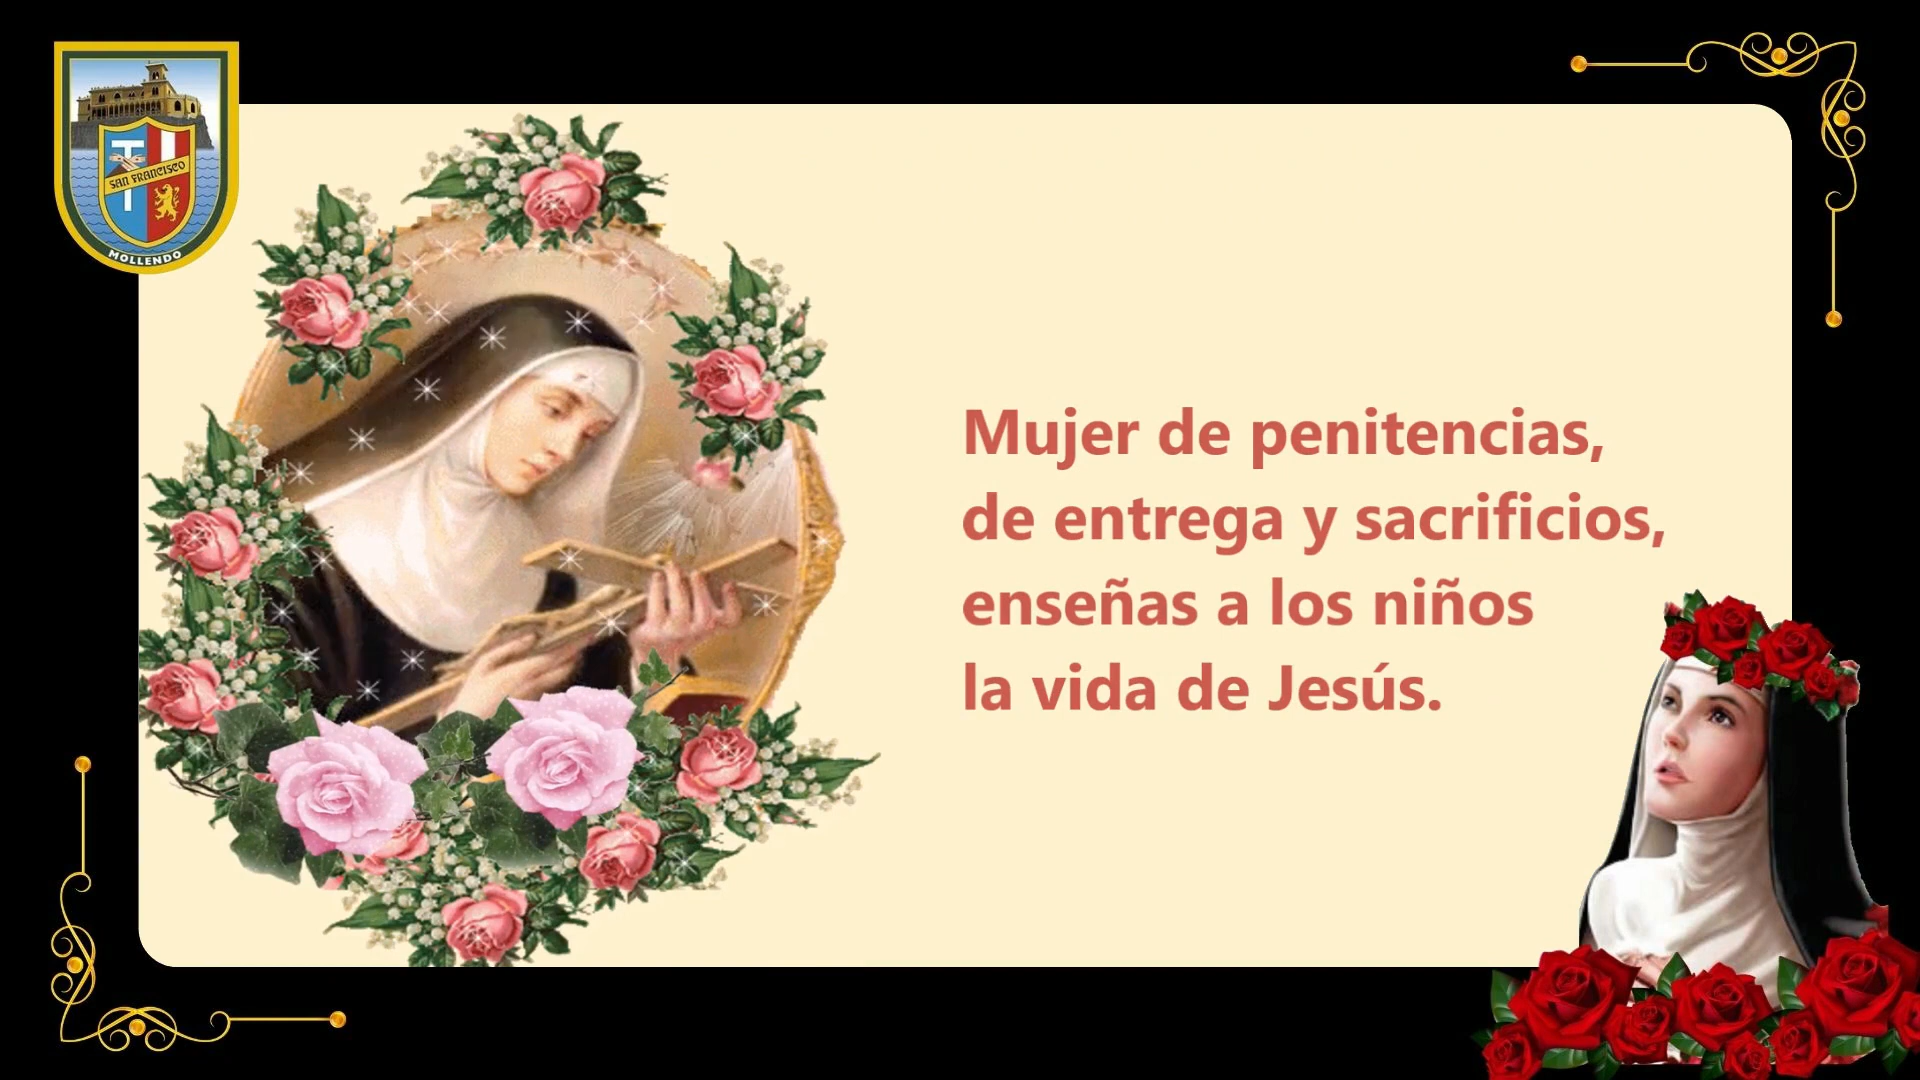 SAN FRANCISCO
MOLLENDO
Mujer de penitencias,
de entrega y sacrificios,
enseñas a los niños
la vida de Jesús.